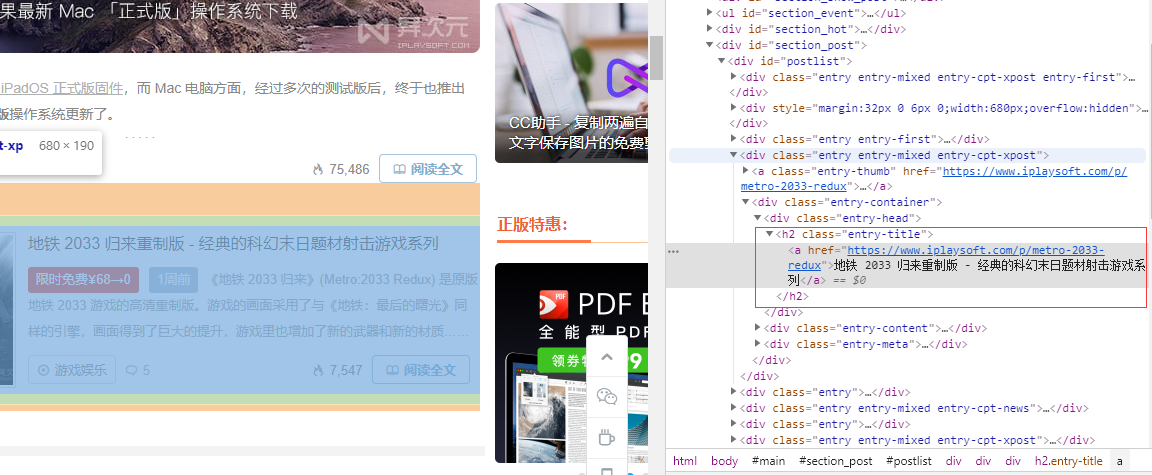 果最新 Mac 「正式版」操作系统下载
异次元
IPLAYSOFT.COM
iPadOS 正式版固件，而 Mac 电脑方面，经过多次的测试版后，终于也推出
版操作系统更新了。
t-xp 680 × 190
75,486 阅读全文
地铁 2033 归来重制版 - 经典的科幻末日题材射击游戏系列
限时免费¥68→0 1周前 《地铁 2033 归来》(Metro:2033 Redux) 是原版
地铁 2033 游戏的高清重制版。游戏的画面采用了与《地铁：最后的曙光》同
样的引擎，画面得到了巨大的提升，游戏里也增加了新的武器和新的材质……
游戏娱乐 5 7,547 阅读全文
CC助手 - 复制两遍自
文字保存图片的免费
正版特惠：
PDF
PDF E
全 能 型 PDF
领券特 99
<ul id="section_event">…</ul>
<div id="section_hot">…</div>
<div id="section_post">
<div id="postlist">
<div class="entry entry-mixed entry-cpt-xpost entry-first">…
</div>
<div style="margin:32px 0 6px 0;width:680px;overflow:hidden">…
</div>
<div class="entry-first">…</div>
<div class="entry entry-mixed entry-cpt-xpost">
<a class="entry-thumb" href="https://www.iplaysoft.com/p/
metro-2033-redux">…</a>
<div class="entry-container">
<div class="entry-head">
<h2 class="entry-title">
… <a href="https://www.iplaysoft.com/p/metro-2033-
redux">地铁 2033 归来重制版 - 经典的科幻末日题材射击游戏系
列</a> == $0
</h2>
</div>
<div class="entry-content">…</div>
<div class="entry-meta">…</div>
</div>
</div>
<div class="entry">…</div>
<div class="entry entry-mixed entry-cpt-news">…</div>
<div class="entry">…</div>
<div class="entry entry-mixed entry-cpt-xpost">…</div>
html body #main #section_post #postlist div div div h2.entry-title a